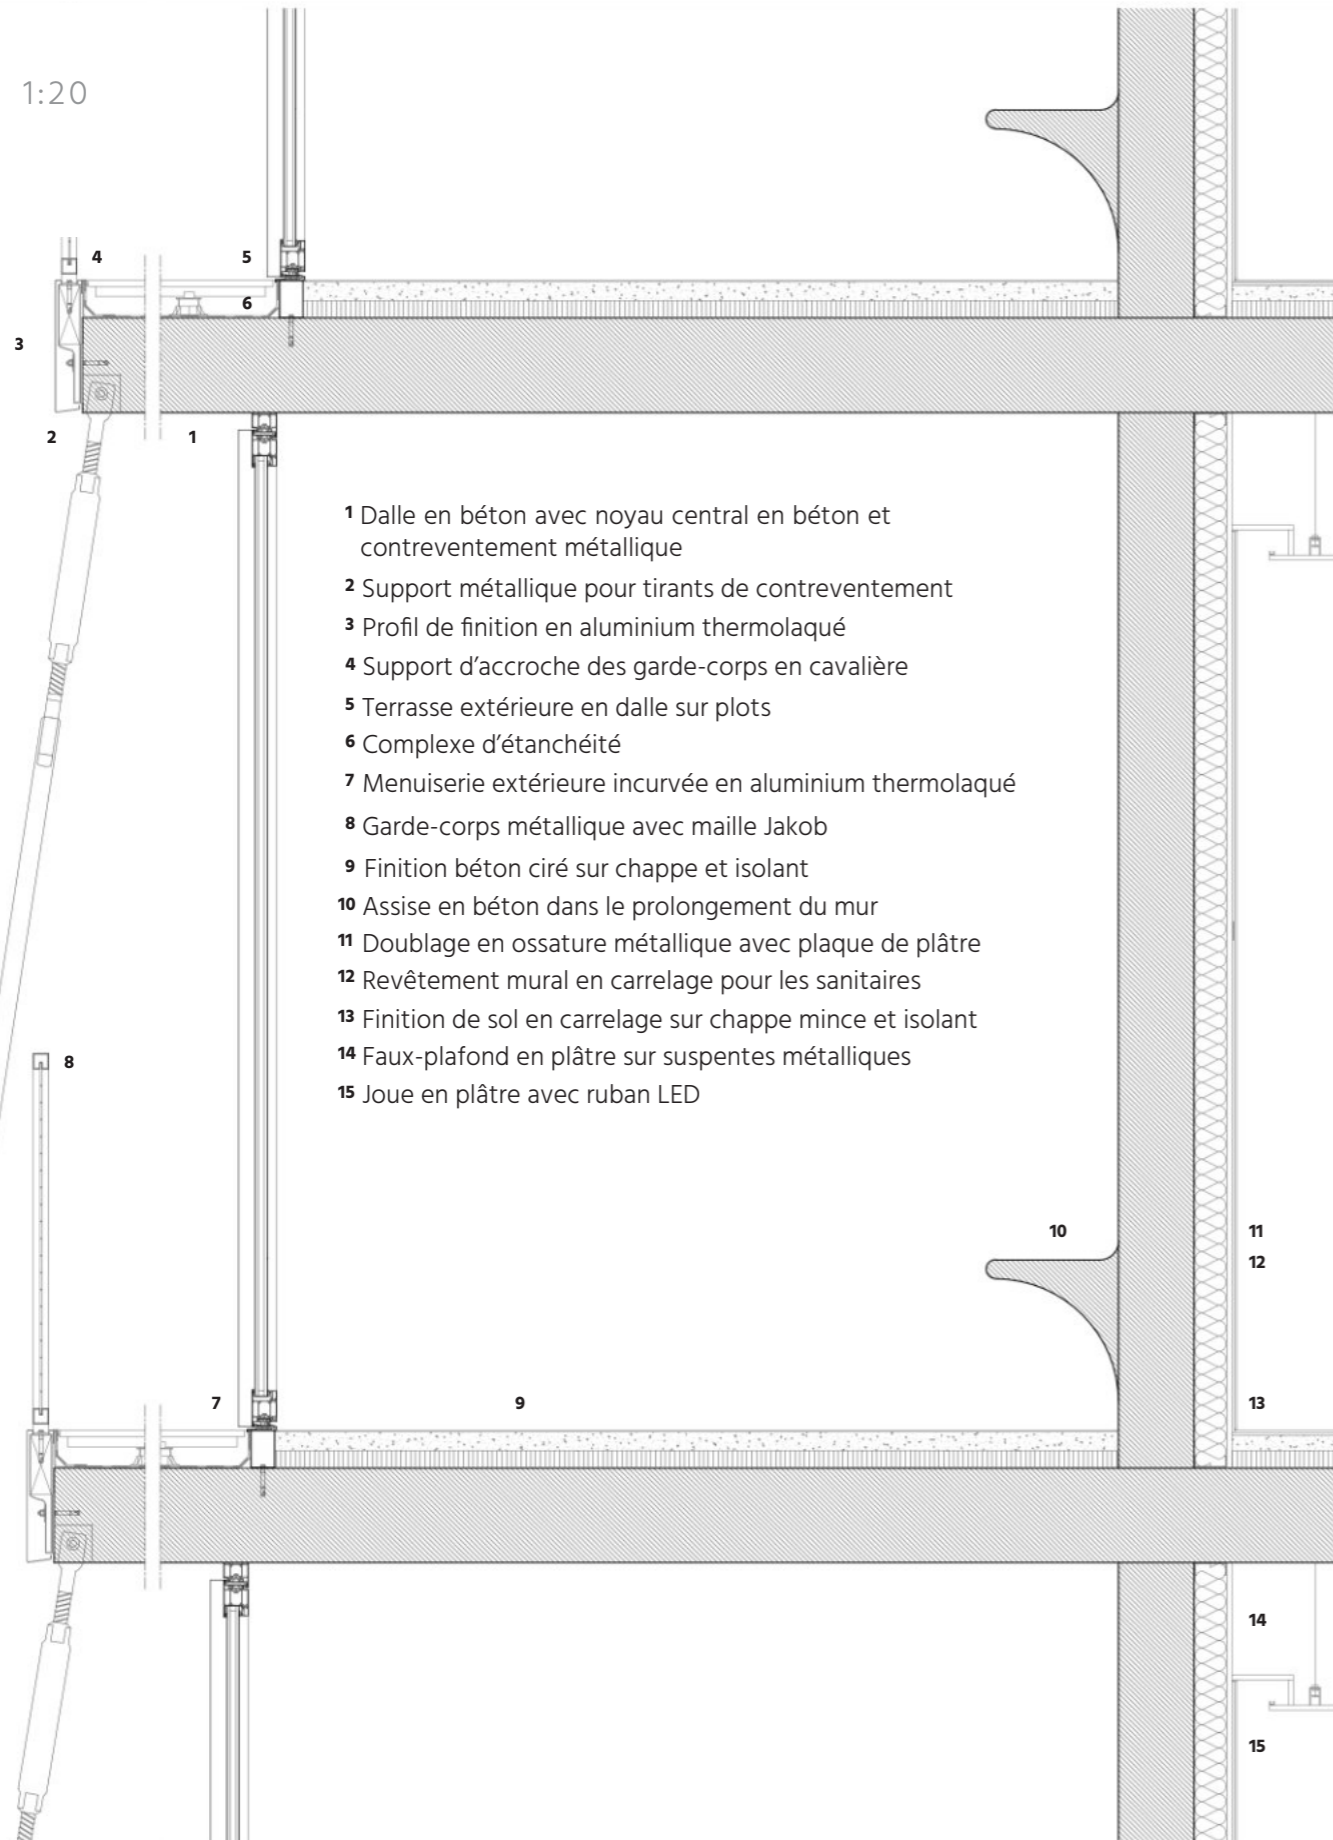 1:20
4
5
6
3
2
1
1 Dalle en béton avec noyau central en béton et
contreventement métallique
2 Support métallique pour tirants de contreventement
3 Profil de finition en aluminium thermolaqué
4 Support d’accroche des garde-corps en cavalière
5 Terrasse extérieure en dalle sur plots
6 Complexe d’étanchéité
7 Menuiserie extérieure incurvée en aluminium thermolaqué
8 Garde-corps métallique avec maille Jakob
9 Finition béton ciré sur chappe et isolant
10 Assise en béton dans le prolongement du mur
11 Doublage en ossature métallique avec plaque de plâtre
12 Revêtement mural en carrelage pour les sanitaires
13 Finition de sol en carrelage sur chappe mince et isolant
14 Faux-plafond en plâtre sur suspentes métalliques
15 Joue en plâtre avec ruban LED
8
10
11
12
7
9
13
14
15